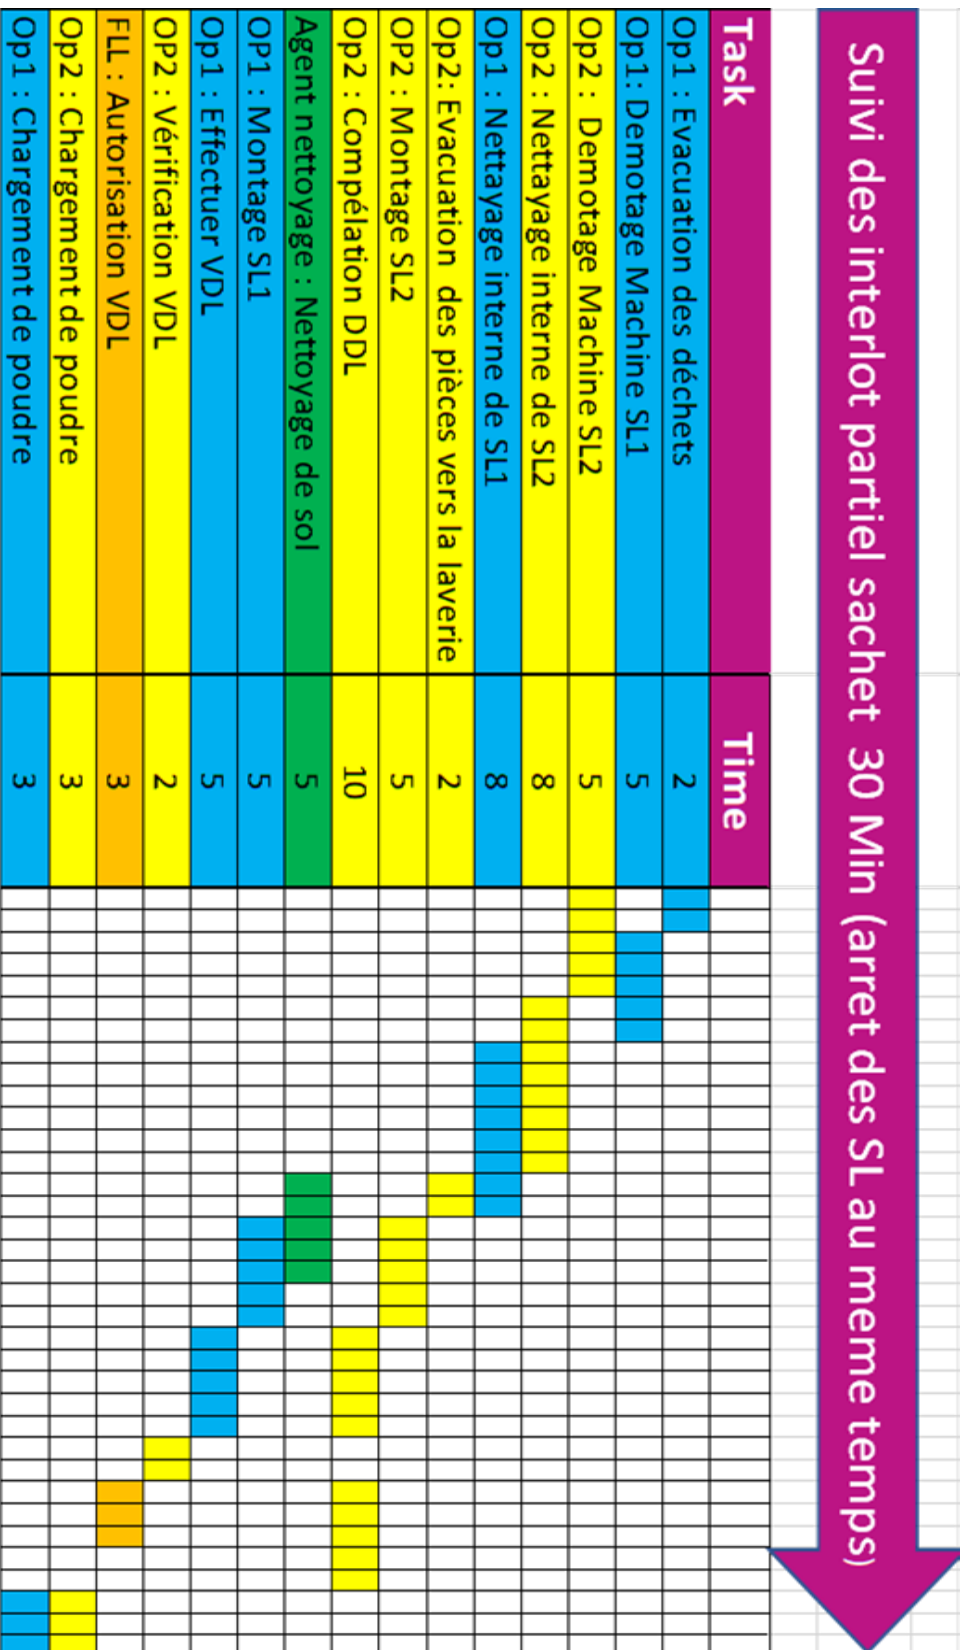 Suivi des interlot partiel sachet 30 Min (arret des SL au meme temps)
Task Time
Op1 : Evacuation des déchets 2
Op1: Demotage Machine SL1 5
Op2 : Demotage Machine SL2 5
Op2 : Nettayage interne de SL2 8
Op1 : Nettayage interne de SL1 8
Op2: Evacuation des pièces vers la laverie 2
OP2 : Montage SL2 5
Op2 : Compélation DDL 10
Agent nettoyage : Nettoyage de sol 5
OP1 : Montage SL1 5
Op1 : Effectuer VDL 5
OP2 : Vérification VDL 2
FLL : Autorisation VDL 3
Op2 : Chargement de poudre 3
Op1 : Chargement de poudre 3